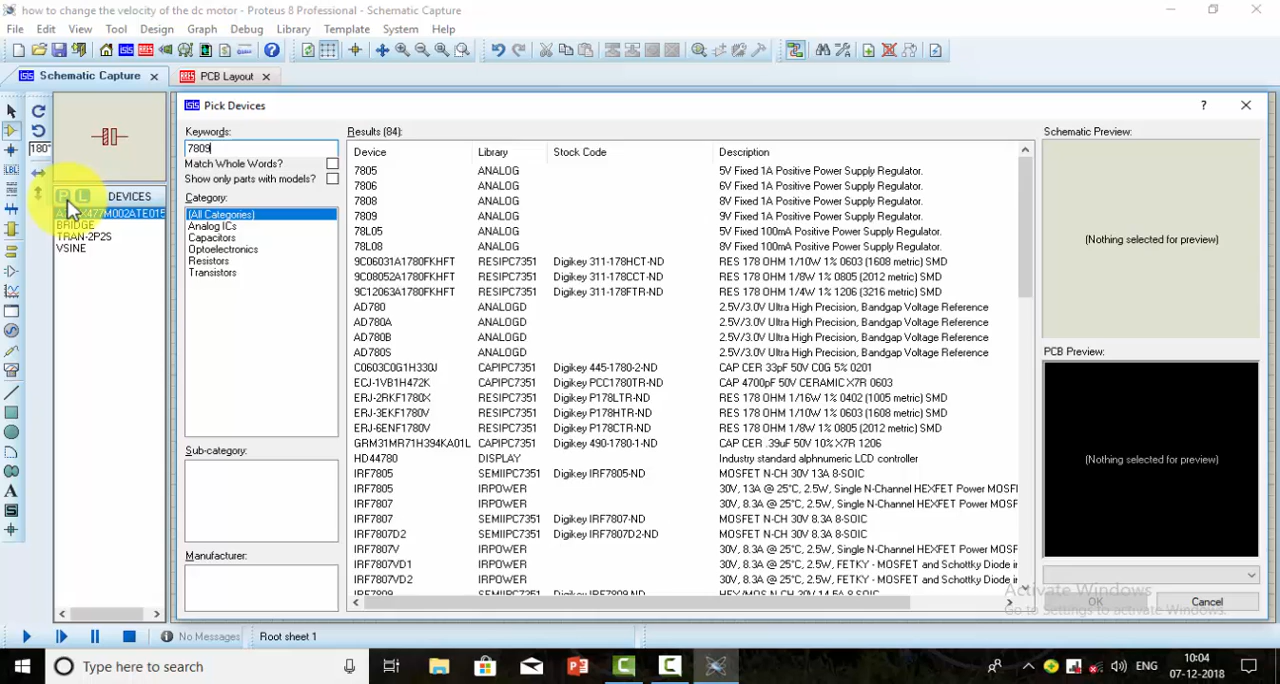 how to change the velocity of the dc motor - Proteus 8 Professional - Schematic Capture
File Edit View Tool Design Graph Debug Library Template System Help
Schematic Capture
PCB Layout
Pick Devices
Keywords:
7809
Match Whole Words?
Show only parts with models?
Category:
(All Categories)
Analog ICs
Capacitors
Optoelectronics
Resistors
Transistors
Sub-category:
Manufacturer:
180°
P L DEVICES
BRIDGE
TRAN-2P2S
VSINE
Results (84):
Device Library Stock Code Description
7805 ANALOG 5V Fixed 1A Positive Power Supply Regulator.
7806 ANALOG 6V Fixed 1A Positive Power Supply Regulator.
7808 ANALOG 8V Fixed 1A Positive Power Supply Regulator.
7809 ANALOG 9V Fixed 1A Positive Power Supply Regulator.
78L05 ANALOG 5V Fixed 100mA Positive Power Supply Regulator.
78L08 ANALOG 8V Fixed 100mA Positive Power Supply Regulator.
9C06031A1780FKHFT RESIPC7351 Digikey 311-178HCT-ND RES 178 OHM 1/10W 1% 0603 (1608 metric) SMD
9C08052A1780FKHFT RESIPC7351 Digikey 311-178CCT-ND RES 178 OHM 1/8W 1% 0805 (2012 metric) SMD
9C12063A1780FKHFT RESIPC7351 Digikey 311-178FTR-ND RES 178 OHM 1/4W 1% 1206 (3216 metric) SMD
AD780 ANALOGD 2.5V/3.0V Ultra High Precision, Bandgap Voltage Reference
AD780A ANALOGD 2.5V/3.0V Ultra High Precision, Bandgap Voltage Reference
AD780B ANALOGD 2.5V/3.0V Ultra High Precision, Bandgap Voltage Reference
AD780S ANALOGD 2.5V/3.0V Ultra High Precision, Bandgap Voltage Reference
C0603C0G1H330J CAPIPC7351 Digikey 445-1780-2-ND CAP CER 33pF 50V C0G 5% 0201
ECJ-1VB1H472K CAPIPC7351 Digikey PCC1780TR-ND CAP 4700pF 50V CERAMIC X7R 0603
ERJ-2RKF1780X RESIPC7351 Digikey P178LTR-ND RES 178 OHM 1/16W 1% 0402 (1005 metric) SMD
ERJ-3EKF1780V RESIPC7351 Digikey P178HTR-ND RES 178 OHM 1/10W 1% 0603 (1608 metric) SMD
ERJ-6ENF1780V RESIPC7351 Digikey P178CTR-ND RES 178 OHM 1/8W 1% 0805 (2012 metric) SMD
GRM31MR71H394KA01L CAPIPC7351 Digikey 490-1780-1-ND CAP CER .39uF 50V 10% X7R 1206
HD44780 DISPLAY Industry standard alphnumeric LCD controller
IRF7805 SEMIIPC7351 Digikey IRF7805-ND MOSFET N-CH 30V 13A 8-SOIC
IRF7805 IRPOWER 30V, 13A @ 25°C, 2.5W, Single N-Channel HEXFET Power MOSF
IRF7807 SEMIIPC7351 Digikey IRF7807-ND MOSFET N-CH 30V 8.3A 8-SOIC
IRF7807 IRPOWER 30V, 8.3A @ 25°C, 2.5W, Single N-Channel HEXFET Power MOSF
IRF7807D2 SEMIIPC7351 Digikey IRF7807D2-ND MOSFET N-CH 30V 8.3A 8-SOIC
IRF7807V IRPOWER 30V, 8.3A @ 25°C, 2.5W, Single N-Channel HEXFET Power MOSF
IRF7807VD1 IRPOWER 30V, 8.3A @ 25°C, 2.5W, FETKY - MOSFET and Schottky Diode in
IRF7807VD2 IRPOWER 30V, 8.3A @ 25°C, 2.5W, FETKY - MOSFET and Schottky Diode in
Schematic Preview:
(Nothing selected for preview)
PCB Preview:
(Nothing selected for preview)
Activate Windows
Go to Settings to activate Windows.
OK Cancel
No Messages Root sheet 1
Type here to search
ENG
10:04
07-12-2018